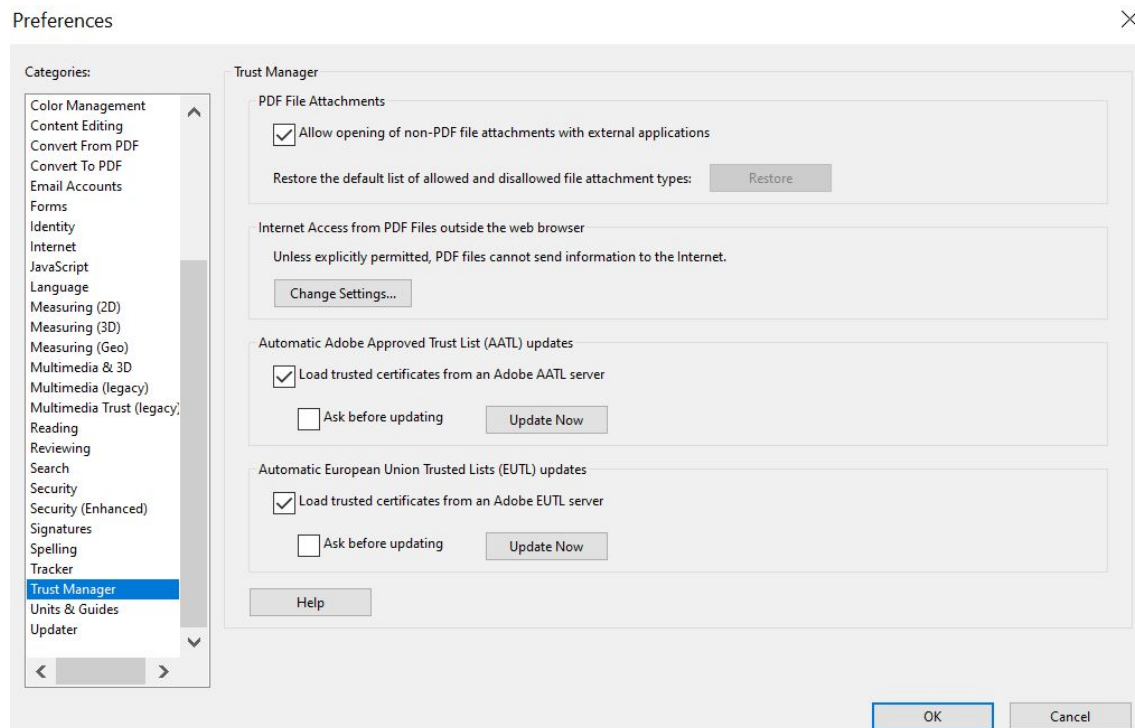 Preferences
Categories:
Color Management
Content Editing
Convert From PDF
Convert To PDF
Email Accounts
Forms
Identity
Internet
JavaScript
Language
Measuring (2D)
Measuring (3D)
Measuring (Geo)
Multimedia & 3D
Multimedia (legacy)
Multimedia Trust (legacy)
Reading
Reviewing
Search
Security
Security (Enhanced)
Signatures
Spelling
Tracker
Trust Manager
Units & Guides
Updater
Trust Manager
PDF File Attachments
Allow opening of non-PDF file attachments with external applications
Restore the default list of allowed and disallowed file attachment types: Restore
Internet Access from PDF Files outside the web browser
Unless explicitly permitted, PDF files cannot send information to the Internet.
Change Settings...
Automatic Adobe Approved Trust List (AATL) updates
Load trusted certificates from an Adobe AATL server
Ask before updating Update Now
Automatic European Union Trusted Lists (EUTL) updates
Load trusted certificates from an Adobe EUTL server
Ask before updating Update Now
Help
OK Cancel